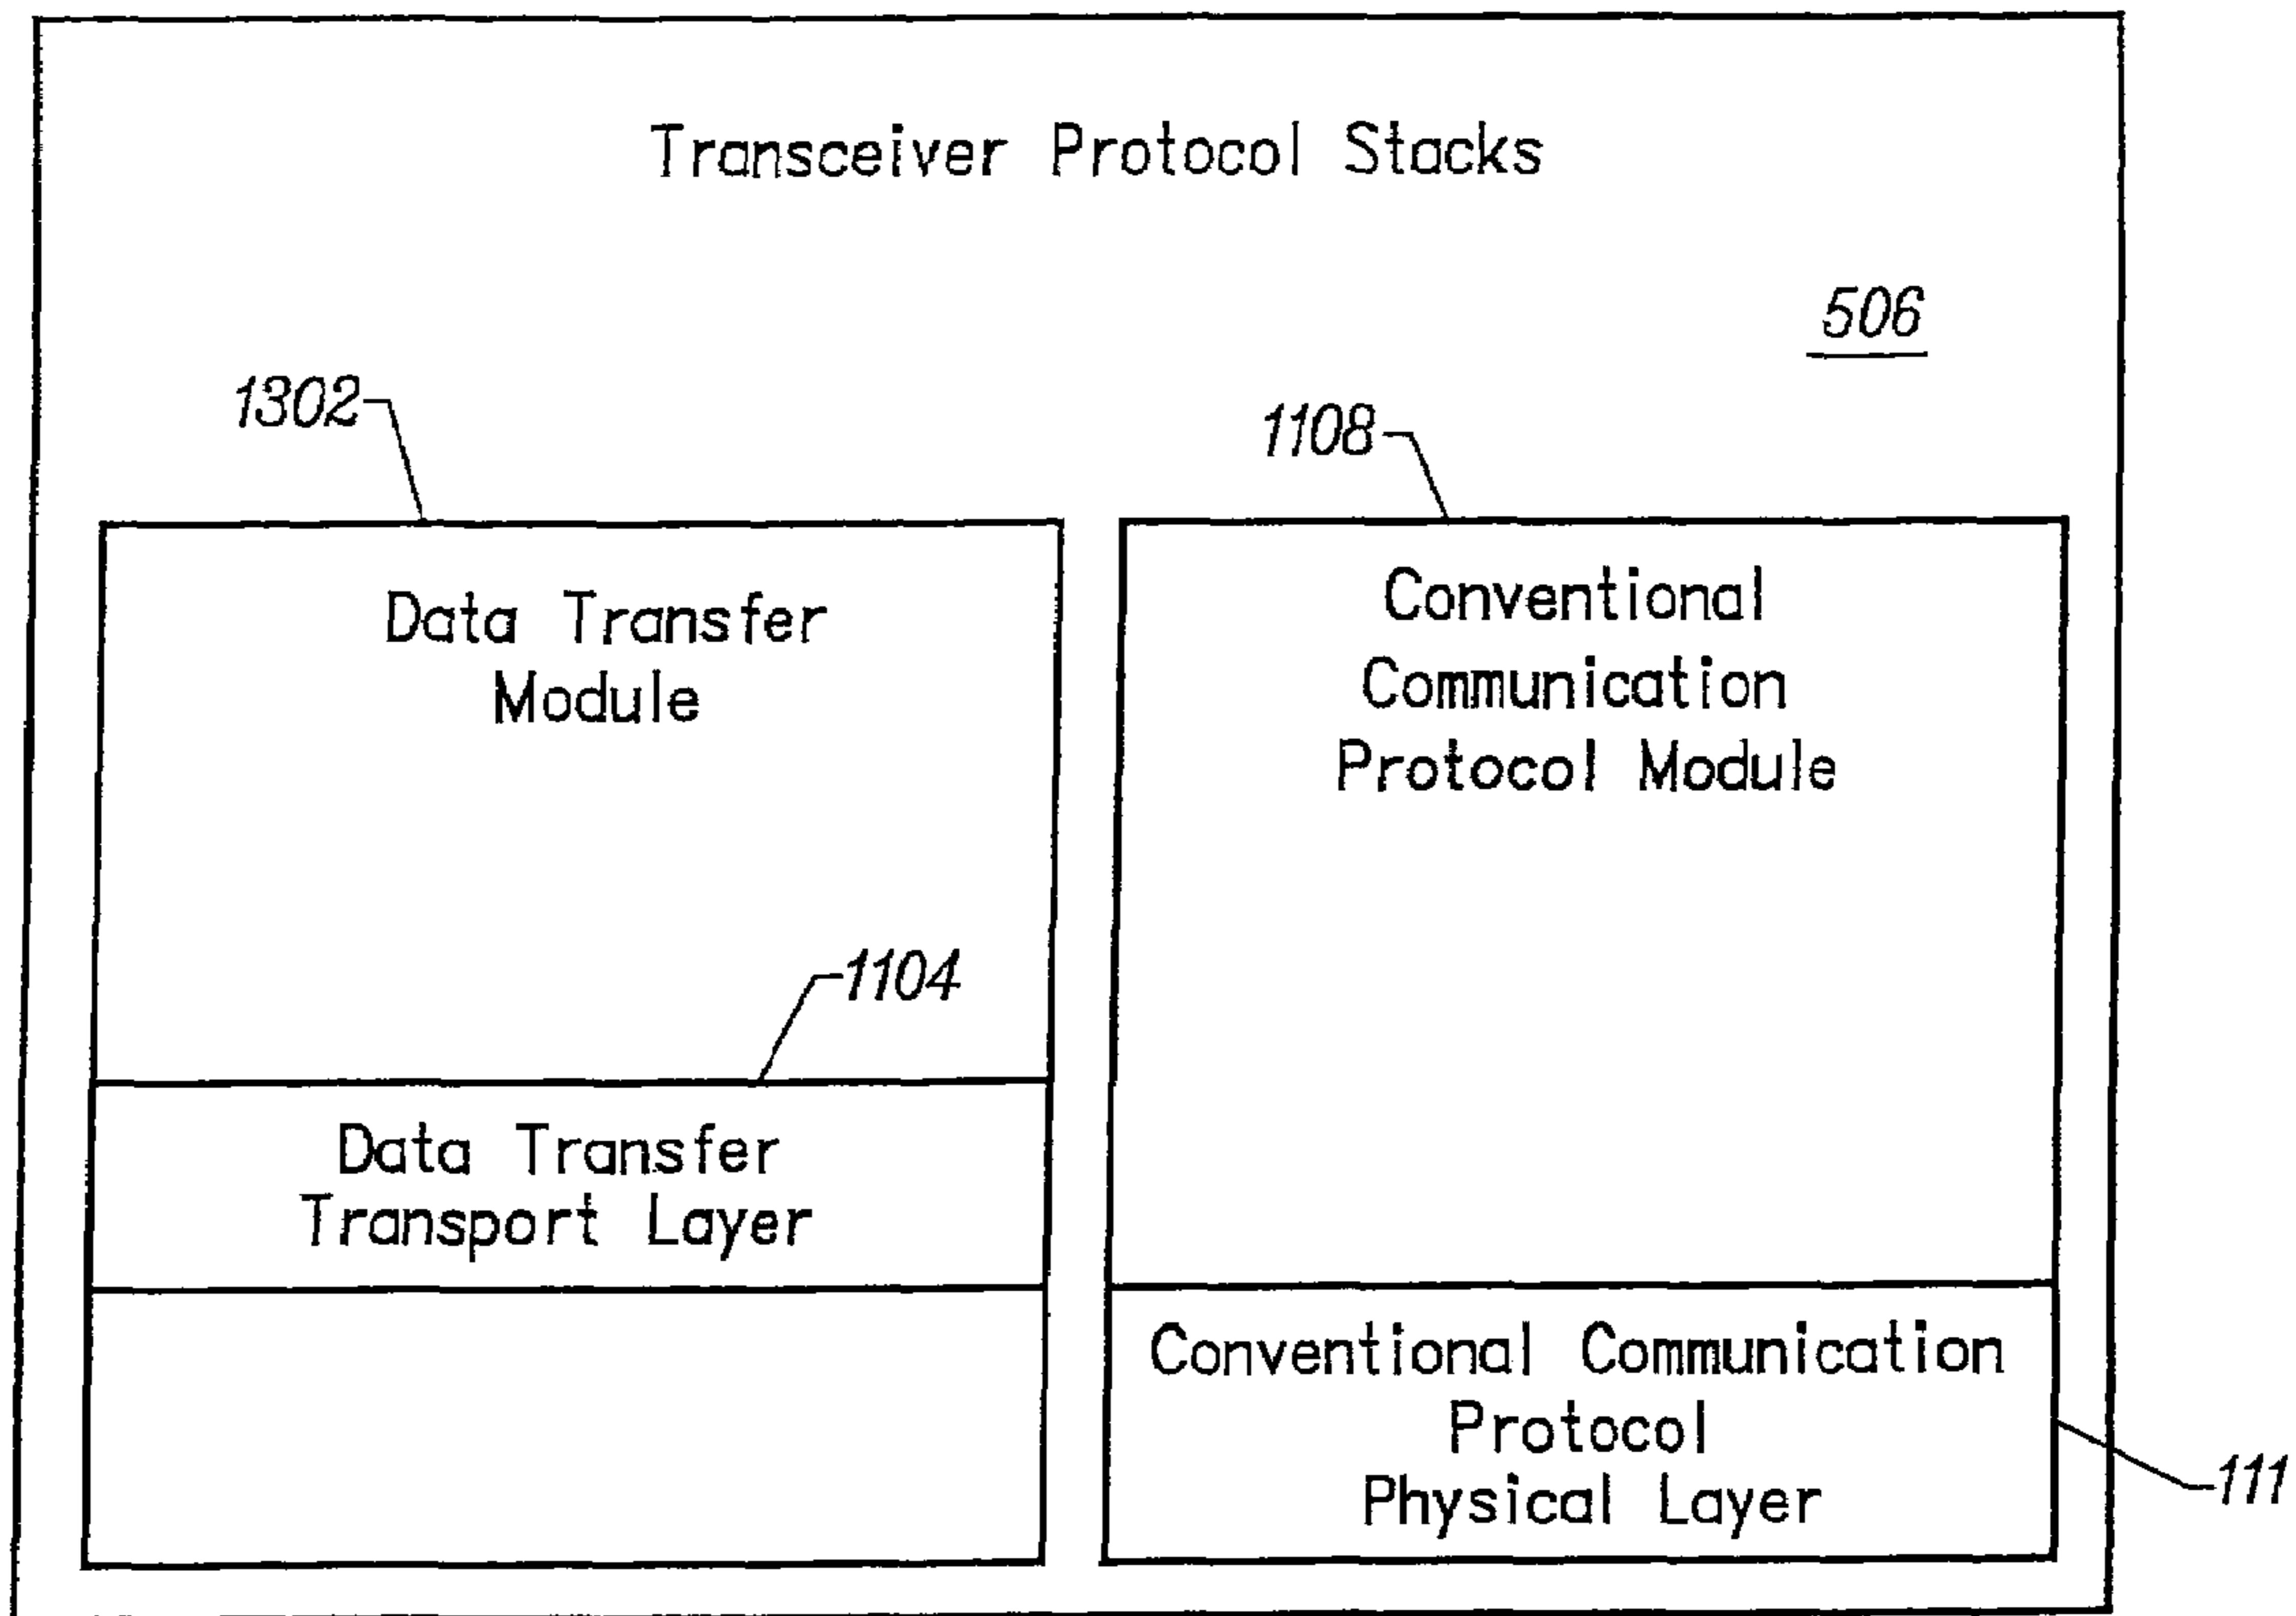 Transceiver Protocol Stacks
506
1302
1108
Data Transfer
Module
Conventional
Communication
Protocol Module
1104
Data Transfer
Transport Layer
Conventional Communication
Protocol
Physical Layer
111